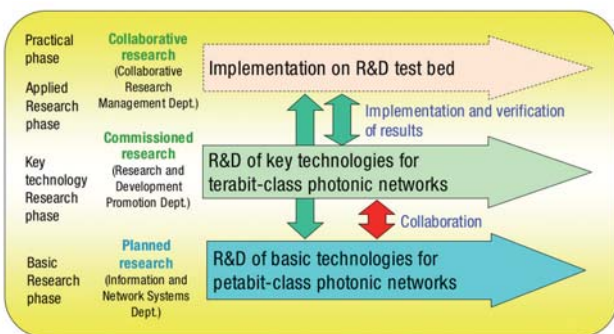 Practical
phase
Applied
Research
phase
Key
technology
Research
phase
Basic
Research
phase
Collaborative
research
(Collaborative
Research
Management Dept.)
Commissioned
research
(Research and
Development
Promotion Dept.)
Planned
research
(Information and
Network Systems
Dept.)
Implementation on R&D test bed
Implementation and verification
of results
R&D of key technologies for
terabit-class photonic networks
Collaboration
R&D of basic technologies for
petabit-class photonic networks